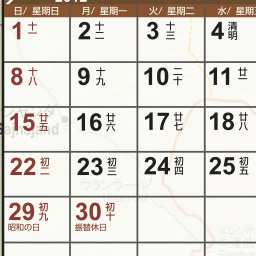 日/ 星期日 月/ 星期一 火/ 星期二 水/ 星期
1 十一 2 十二 3 十三 4 清明
8 十八 9 十九 10 二十 11 廿一
15 廿五 16 廿六 17 廿七 18 廿八
22 初二 23 初三 24 初四 25 初五
29 初九 30 初十
昭和の日 振替休日